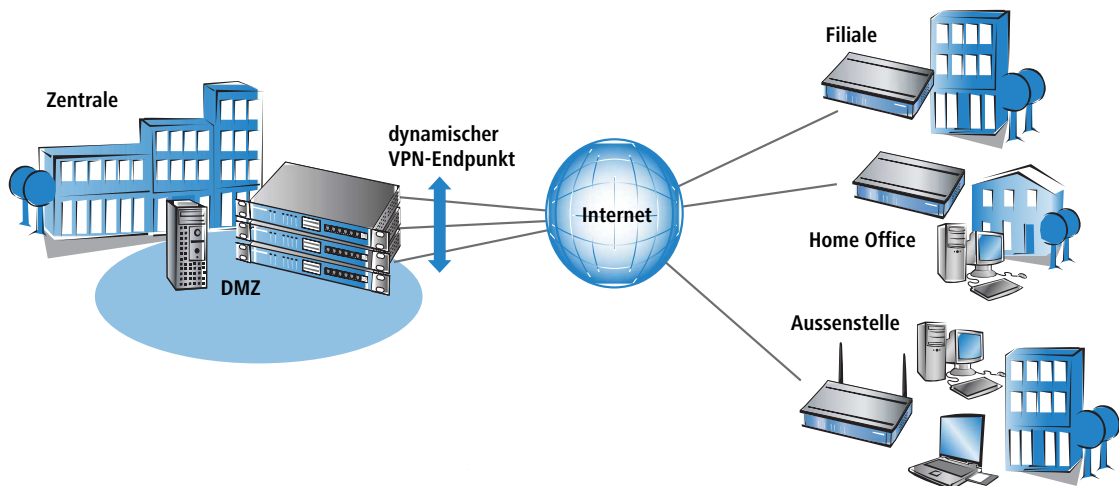 Zentrale
dynamischer
VPN-Endpunkt
DMZ
Internet
Filiale
Home Office
Aussenstelle